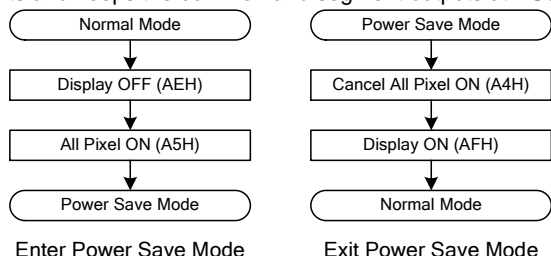 Normal Mode
Display OFF (AEH)
All Pixel ON (A5H)
Power Save Mode
Enter Power Save Mode
Power Save Mode
Cancel All Pixel ON (A4H)
Display ON (AFH)
Normal Mode
Exit Power Save Mode